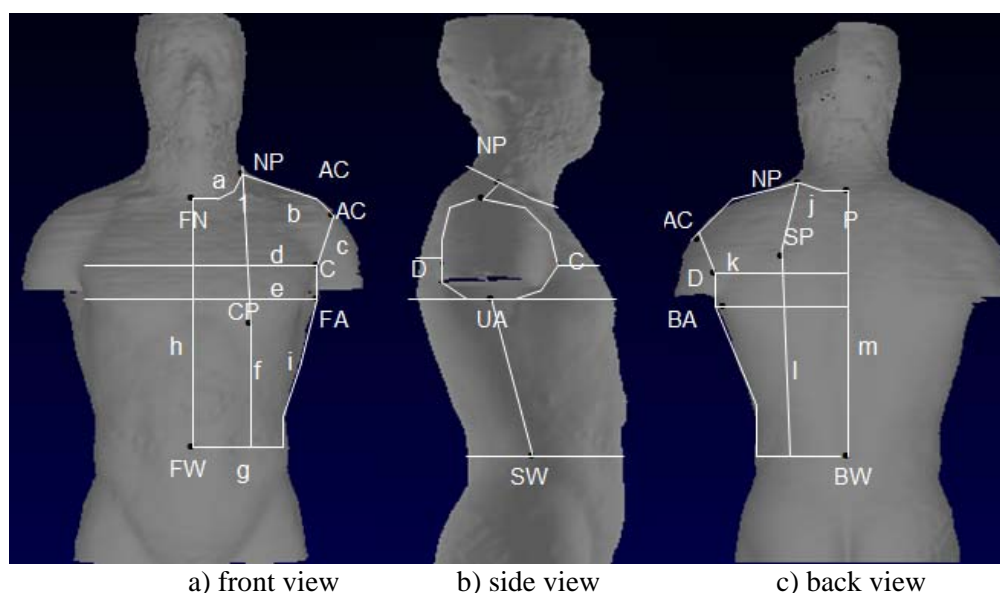 NP
AC
a
FN
b
AC
c
d
C
e
CP
FA
h
f
i
FW
g
NP
D
C
UA
SW
NP
j
P
AC
SP
D
k
BA
m
l
BW
a) front view
b) side view
c) back view